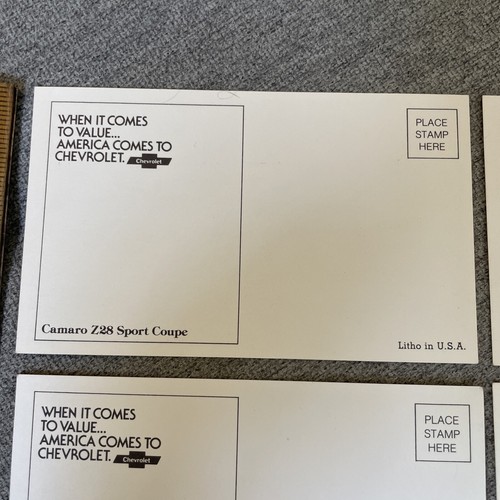 WHEN IT COMES
TO VALUE...
AMERICA COMES TO
CHEVROLET. Chevrolet
PLACE
STAMP
HERE
Camaro Z28 Sport Coupe
Litho in U.S.A.
WHEN IT COMES
TO VALUE...
AMERICA COMES TO
CHEVROLET. Chevrolet
PLACE
STAMP
HERE